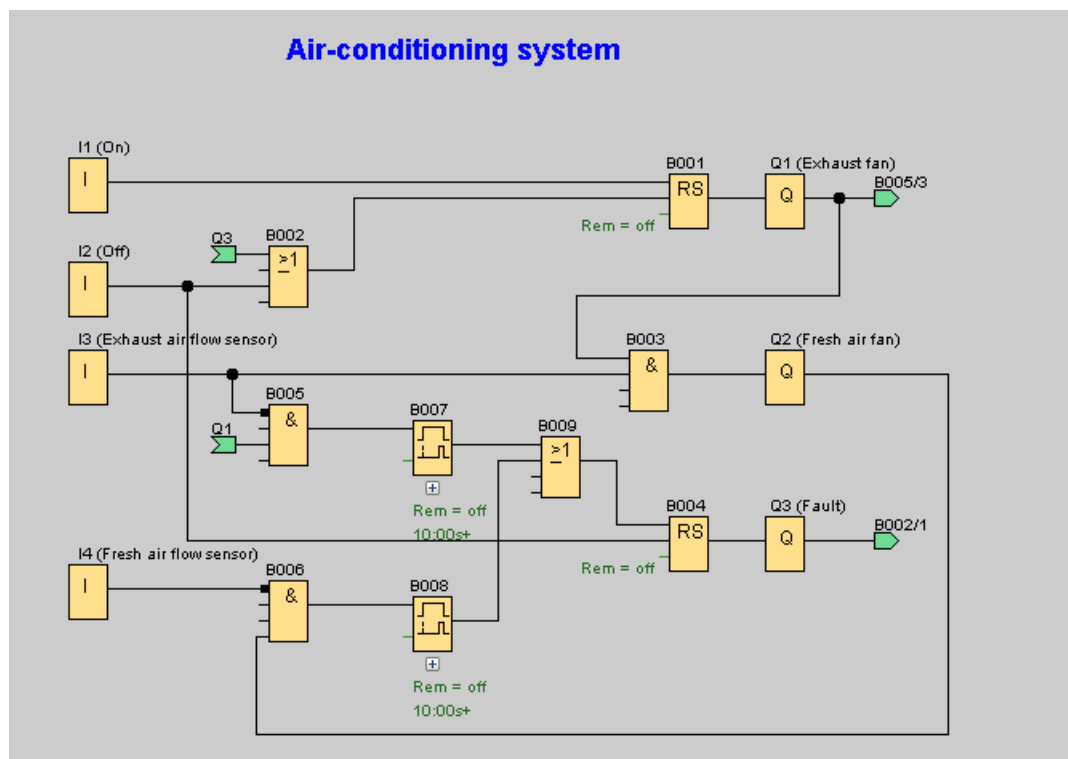 Air-conditioning system
I1 (On)
I
B001
RS
Rem = off
Q1 (Exhaust fan)
Q
B005/3
Q3
B002
>1
I2 (Off)
I
I3 (Exhaust air flow sensor)
I
B003
&
Q2 (Fresh air fan)
Q
B005
&
Q1
B007
Rem = off
10:00s+
B009
>1
B004
RS
Rem = off
Q3 (Fault)
Q
B002/1
I4 (Fresh air flow sensor)
I
B006
&
B008
Rem = off
10:00s+